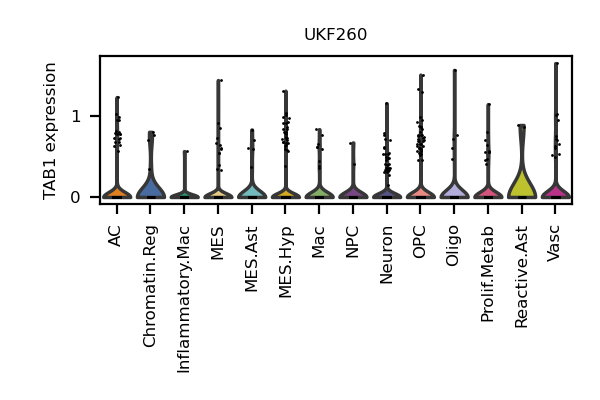 UKF260
TAB1 expression
1
0
AC
Chromatin.Reg
Inflammatory.Mac
MES
MES.Ast
MES.Hyp
Mac
NPC
Neuron
OPC
Oligo
Prolif.Metab
Reactive.Ast
Vasc